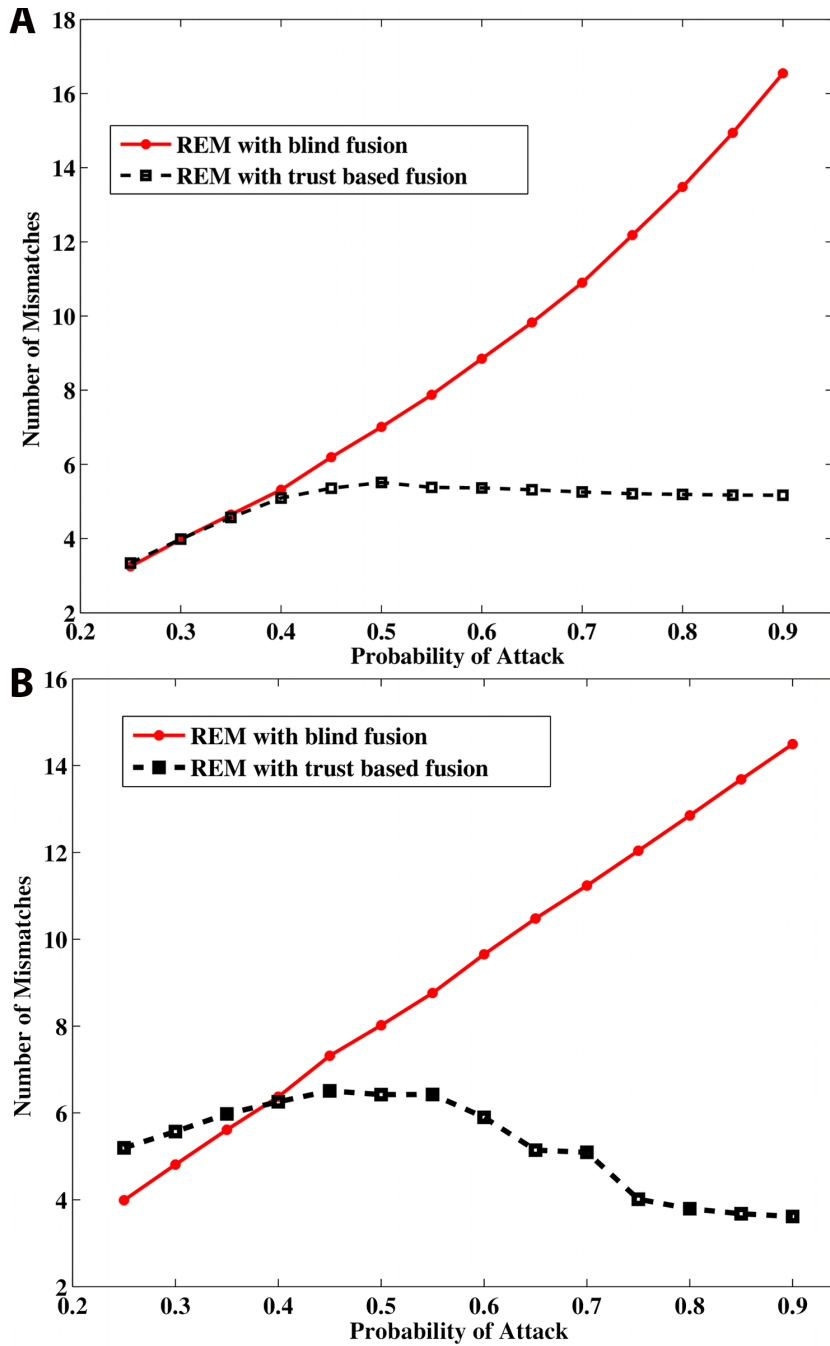 A
18
16
14
12
10
8
6
4
2
Number of Mismatches
REM with blind fusion
REM with trust based fusion
0.2 0.3 0.4 0.5 0.6 0.7 0.8 0.9
Probability of Attack
B
16
14
12
10
8
6
4
2
Number of Mismatches
REM with blind fusion
REM with trust based fusion
0.2 0.3 0.4 0.5 0.6 0.7 0.8 0.9
Probability of Attack